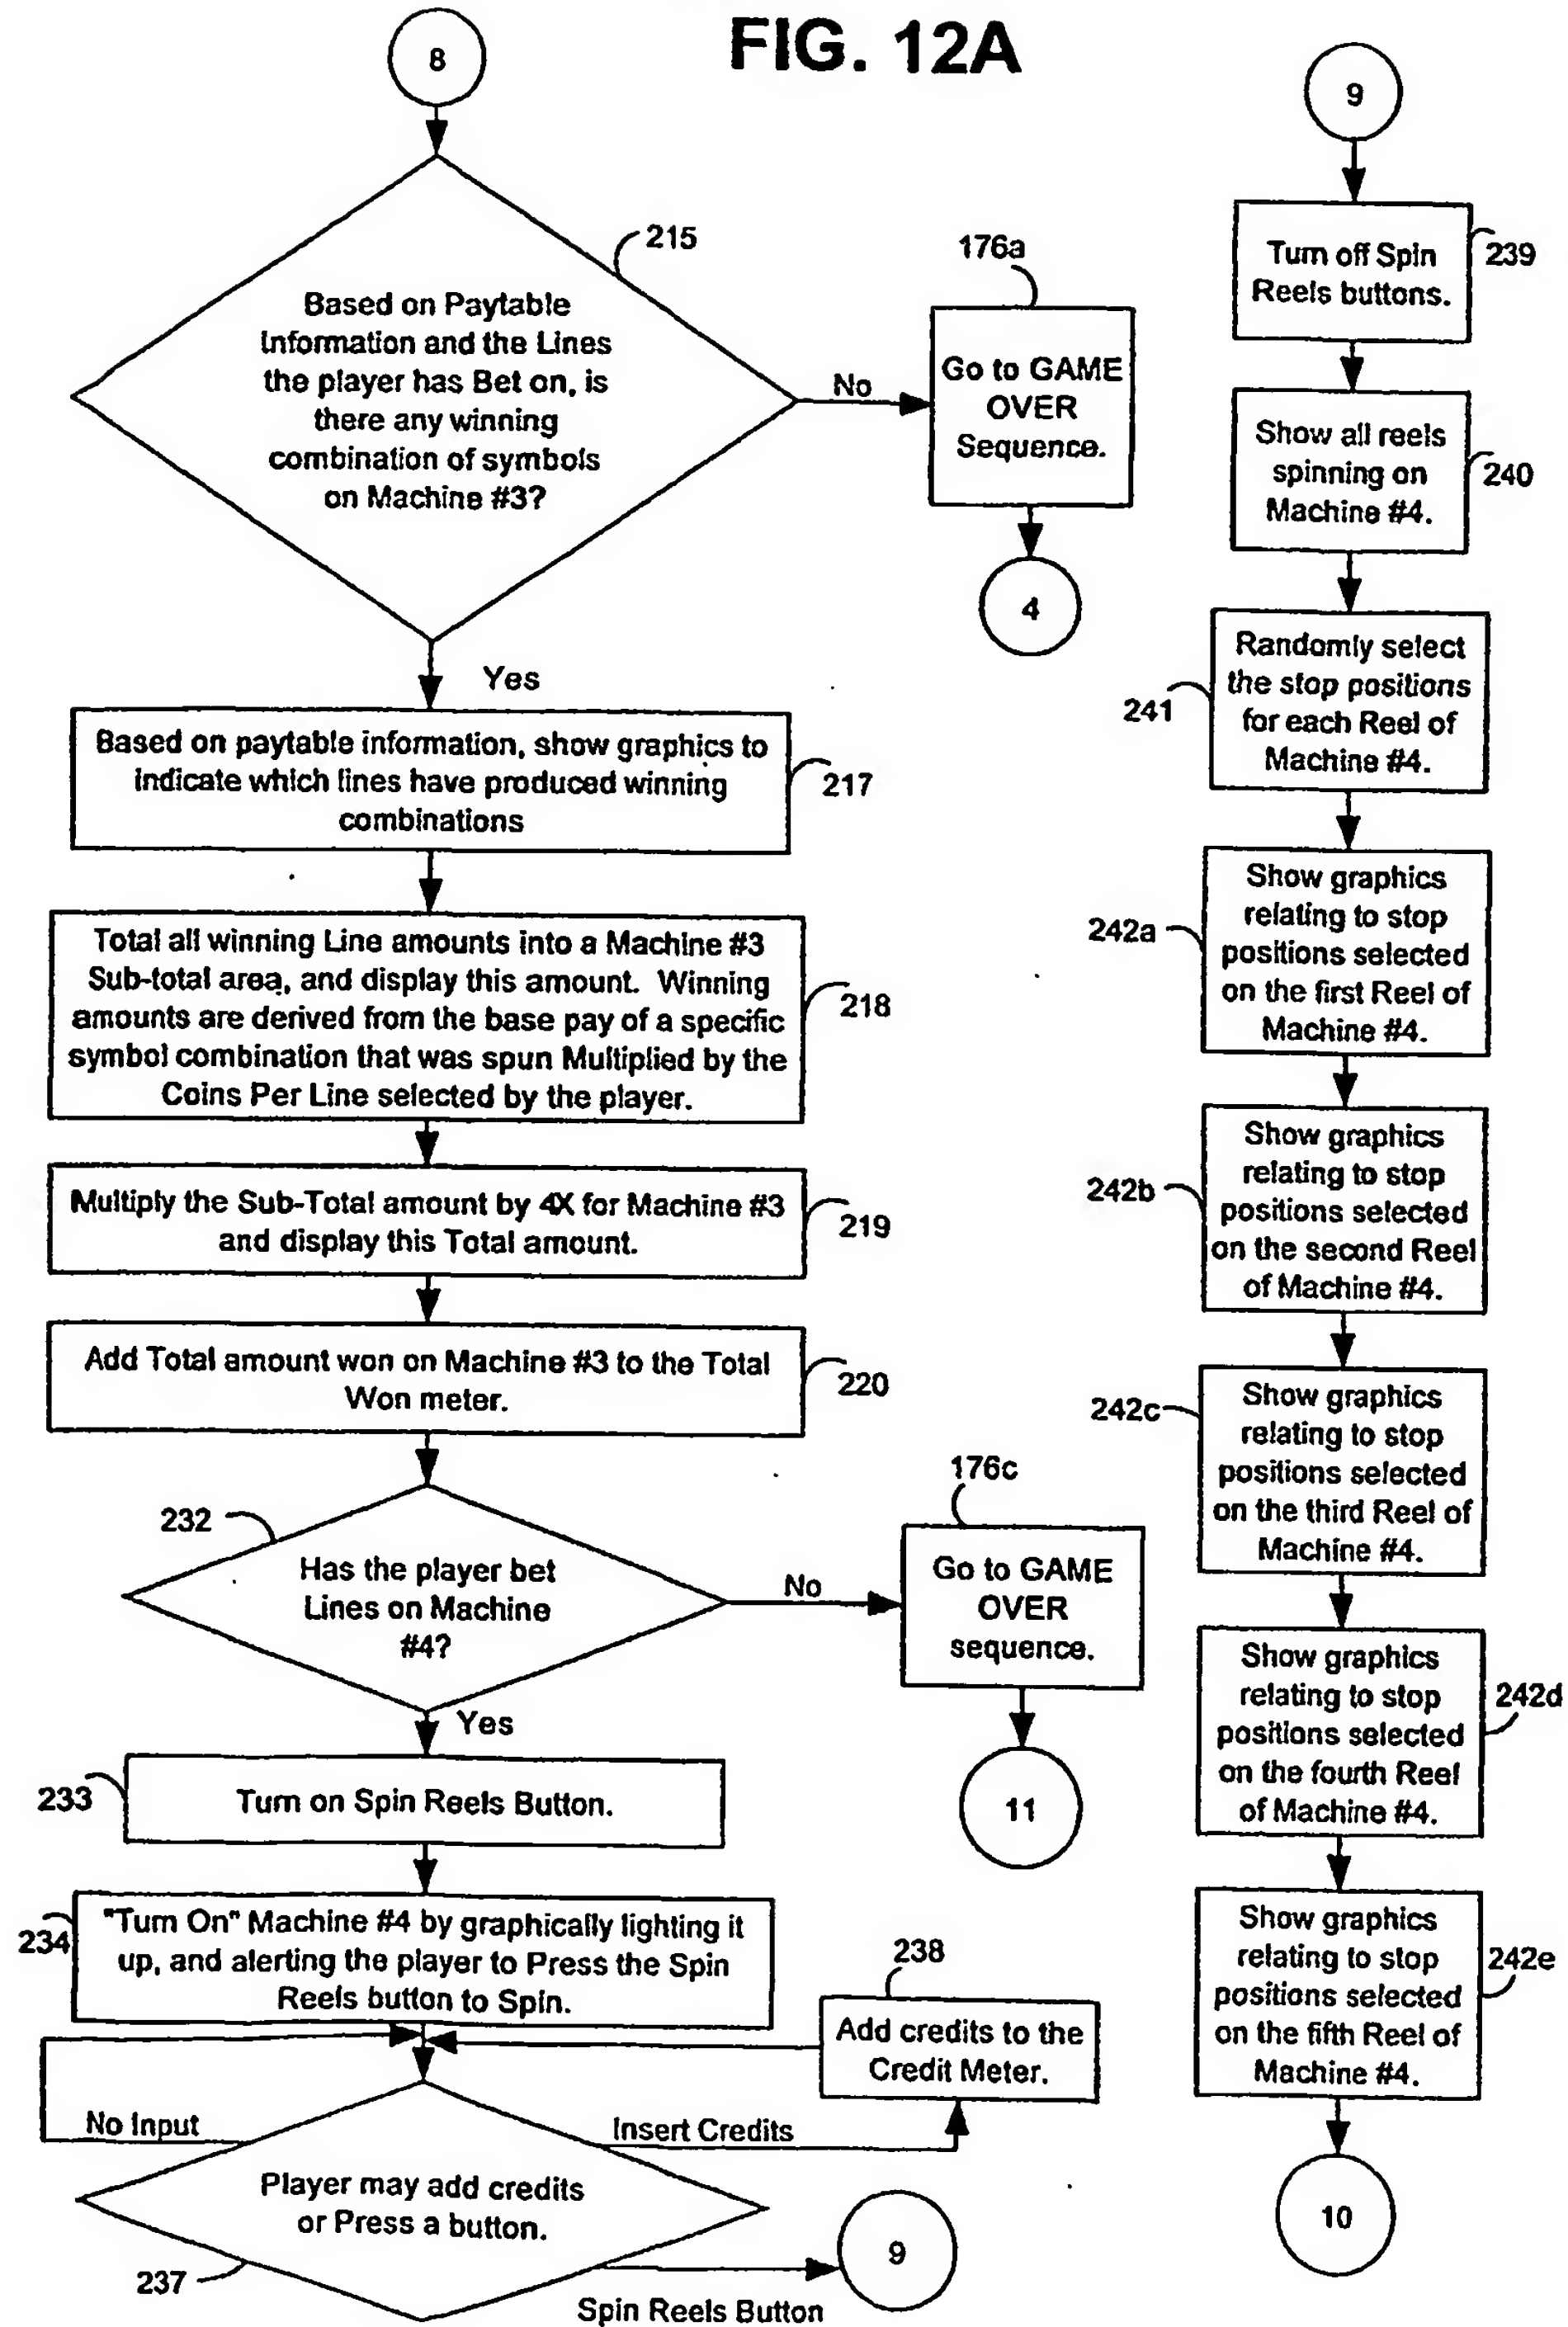 FIG. 12A
8
215
Based on Paytable
Information and the Lines
the player has Bet on, is
there any winning
combination of symbols
on Machine #3?
No
176a
Go to GAME
OVER
Sequence.
4
Yes
Based on paytable information, show graphics to
indicate which lines have produced winning
combinations
217
Total all winning Line amounts into a Machine #3
Sub-total area, and display this amount. Winning
amounts are derived from the base pay of a specific
symbol combination that was spun Multiplied by the
Coins Per Line selected by the player.
218
Multiply the Sub-Total amount by 4X for Machine #3
and display this Total amount.
219
Add Total amount won on Machine #3 to the Total
Won meter.
220
232
Has the player bet
Lines on Machine
#4?
No
176c
Go to GAME
OVER
sequence.
11
Yes
233
Turn on Spin Reels Button.
234
"Turn On" Machine #4 by graphically lighting it
up, and alerting the player to Press the Spin
Reels button to Spin.
238
Add credits to the
Credit Meter.
No Input
Insert Credits
Player may add credits
or Press a button.
237
Spin Reels Button
9
9
Turn off Spin
Reels buttons.
239
Show all reels
spinning on
Machine #4.
240
Randomly select
the stop positions
for each Reel of
Machine #4.
241
Show graphics
relating to stop
positions selected
on the first Reel of
Machine #4.
242a
Show graphics
relating to stop
positions selected
on the second Reel
of Machine #4.
242b
Show graphics
relating to stop
positions selected
on the third Reel of
Machine #4.
242c
Show graphics
relating to stop
positions selected
on the fourth Reel
of Machine #4.
242d
Show graphics
relating to stop
positions selected
on the fifth Reel of
Machine #4.
242e
10